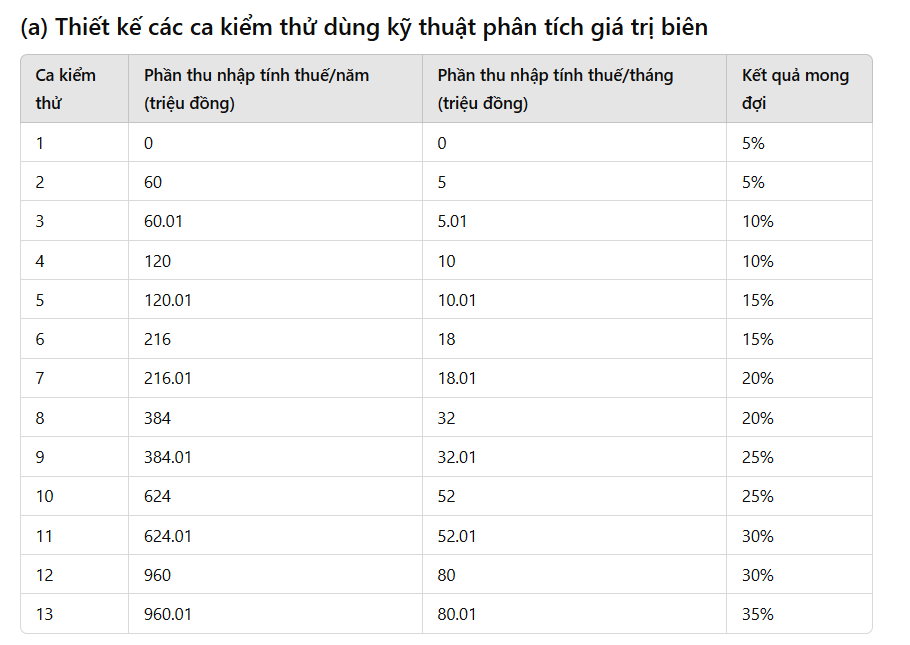 (a) Thiết kế các ca kiểm thử dùng kỹ thuật phân tích giá trị biên
Ca kiểm thử Phần thu nhập tính thuế/năm (triệu đồng) Phần thu nhập tính thuế/tháng (triệu đồng) Kết quả mong đợi
1 0 0 5%
2 60 5 5%
3 60.01 5.01 10%
4 120 10 10%
5 120.01 10.01 15%
6 216 18 15%
7 216.01 18.01 20%
8 384 32 20%
9 384.01 32.01 25%
10 624 52 25%
11 624.01 52.01 30%
12 960 80 30%
13 960.01 80.01 35%